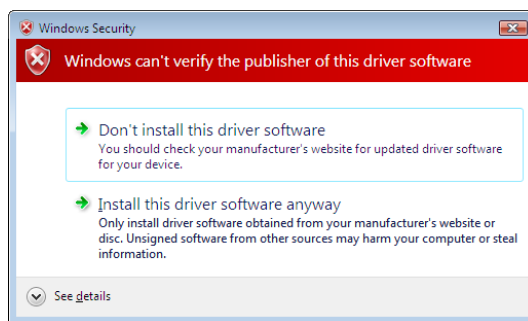 Windows Security
Windows can't verify the publisher of this driver software
Don't install this driver software
You should check your manufacturer's website for updated driver software
for your device.
Install this driver software anyway
Only install driver software obtained from your manufacturer's website or
disc. Unsigned software from other sources may harm your computer or steal
information.
See details